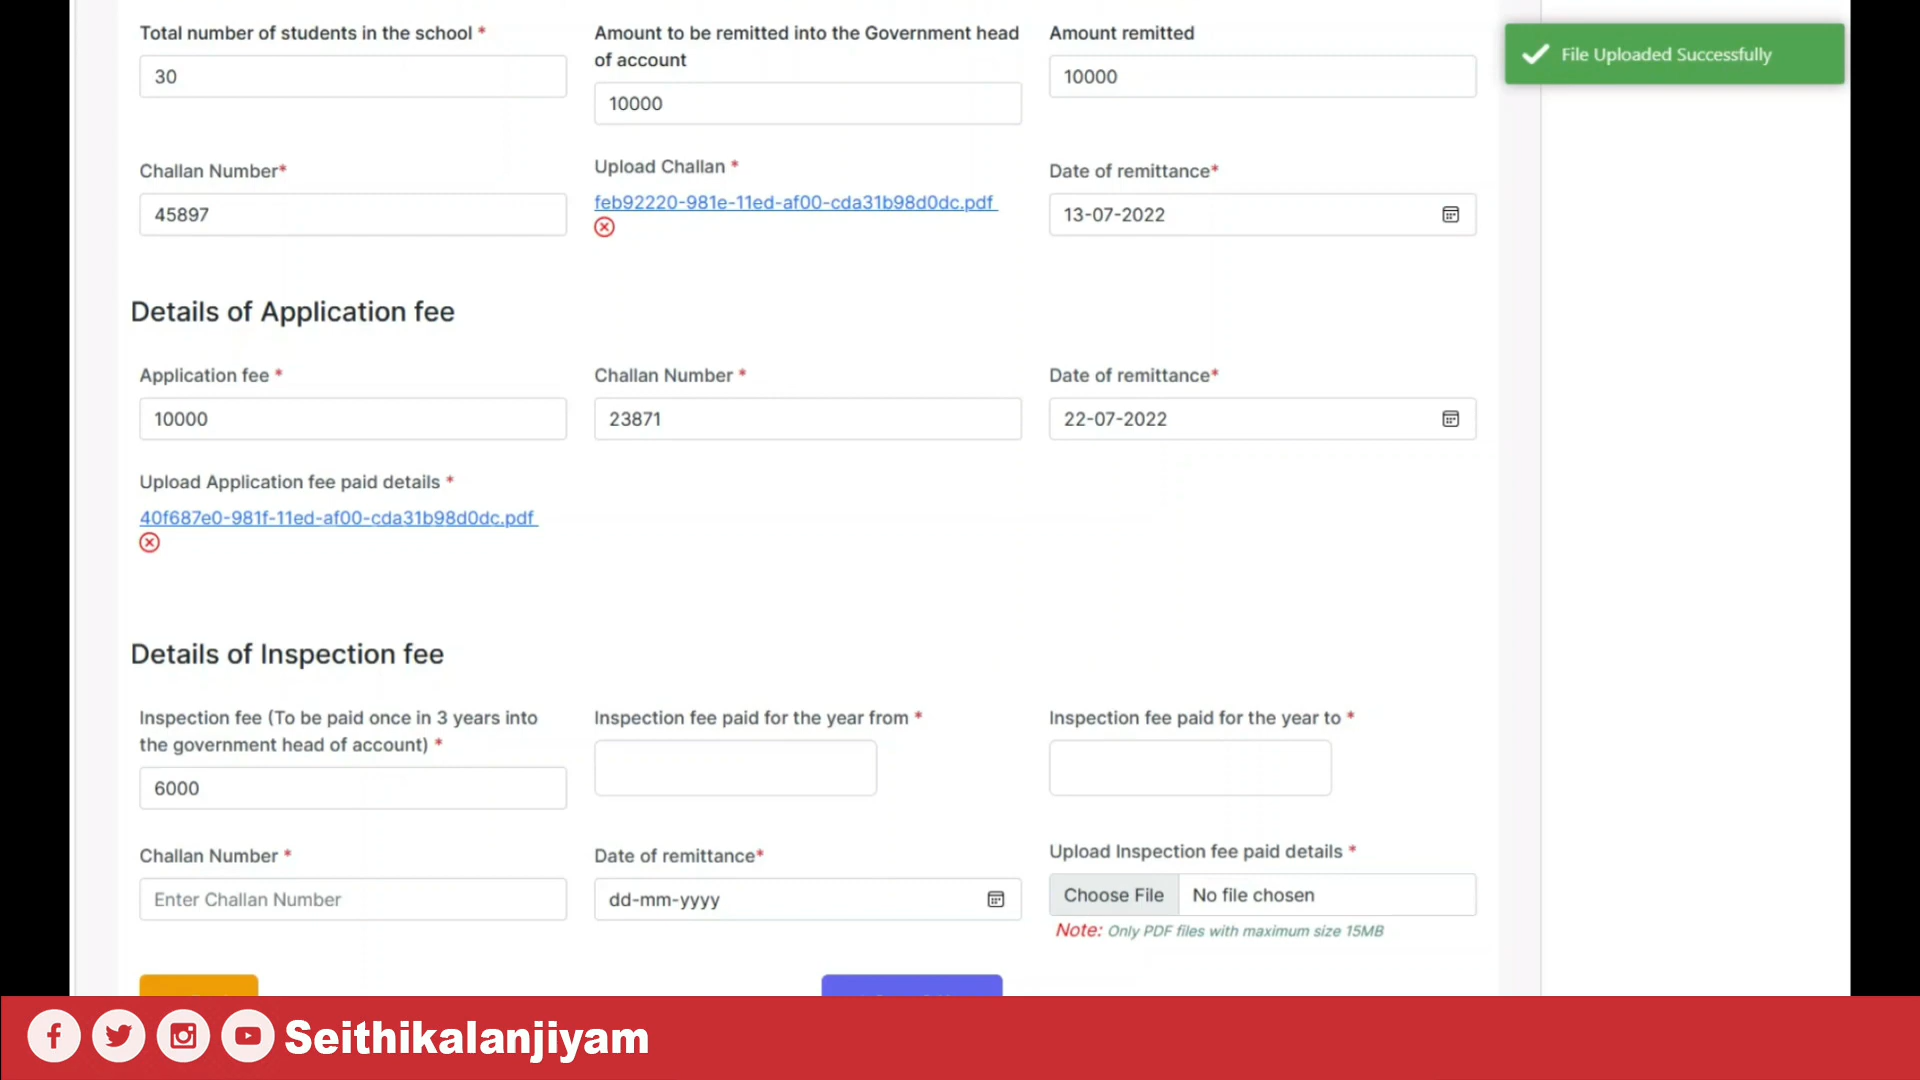 Total number of students in the school *
Amount to be remitted into the Government head
of account
Amount remitted
File Uploaded Successfully
30
10000
10000
Challan Number*
Upload Challan *
Date of remittance*
45897
feb92220-981e-11ed-af00-cda31b98d0dc.pdf
13-07-2022
Details of Application fee
Application fee *
Challan Number *
Date of remittance*
10000
23871
22-07-2022
Upload Application fee paid details *
40f687e0-981f-11ed-af00-cda31b98d0dc.pdf
Details of Inspection fee
Inspection fee (To be paid once in 3 years into
the government head of account) *
Inspection fee paid for the year from *
Inspection fee paid for the year to *
6000
Challan Number *
Date of remittance*
Upload Inspection fee paid details *
Enter Challan Number
dd-mm-yyyy
Choose File No file chosen
Note: Only PDF files with maximum size 15MB
Seithikalanjiyam